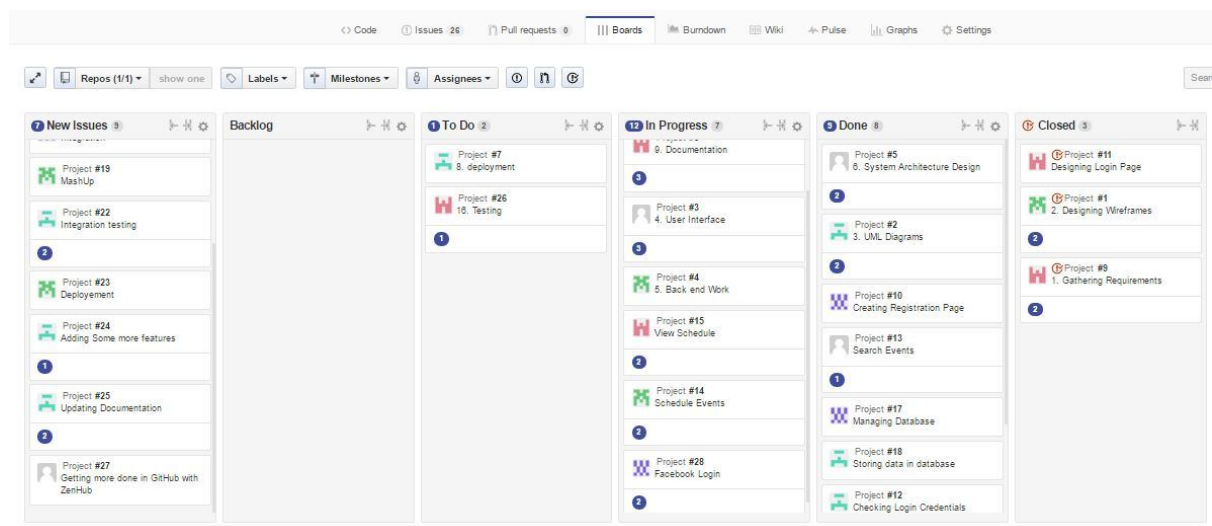 Code Issues 26 Pull requests 0 Boards Burndown Wiki Pulse Graphs Settings
Repos (1/1) show one Labels Milestones Assignees
7 New Issues 9
Project #19
MashUp
Project #22
Integration testing
2
Project #23
Deployement
Project #24
Adding Some more features
1
Project #25
Updating Documentation
2
Project #27
Getting more done in GitHub with
ZenHub
Backlog
1 To Do 2
Project #7
8. deployment
Project #26
16. Testing
1
12 In Progress 7
9. Documentation
3
Project #3
4. User Interface
3
Project #4
5. Back end Work
Project #15
View Schedule
2
Project #14
Schedule Events
2
Project #28
Facebook Login
2
Done 8
Project #5
6. System Architecture Design
2
Project #2
3. UML Diagrams
2
Project #10
Creating Registration Page
Project #13
Search Events
1
Project #17
Managing Database
Project #18
Storing data in database
Project #12
Checking Login Credentials
Closed 3
Project #11
Designing Login Page
Project #1
2. Designing Wireframes
2
Project #9
1. Gathering Requirements
2